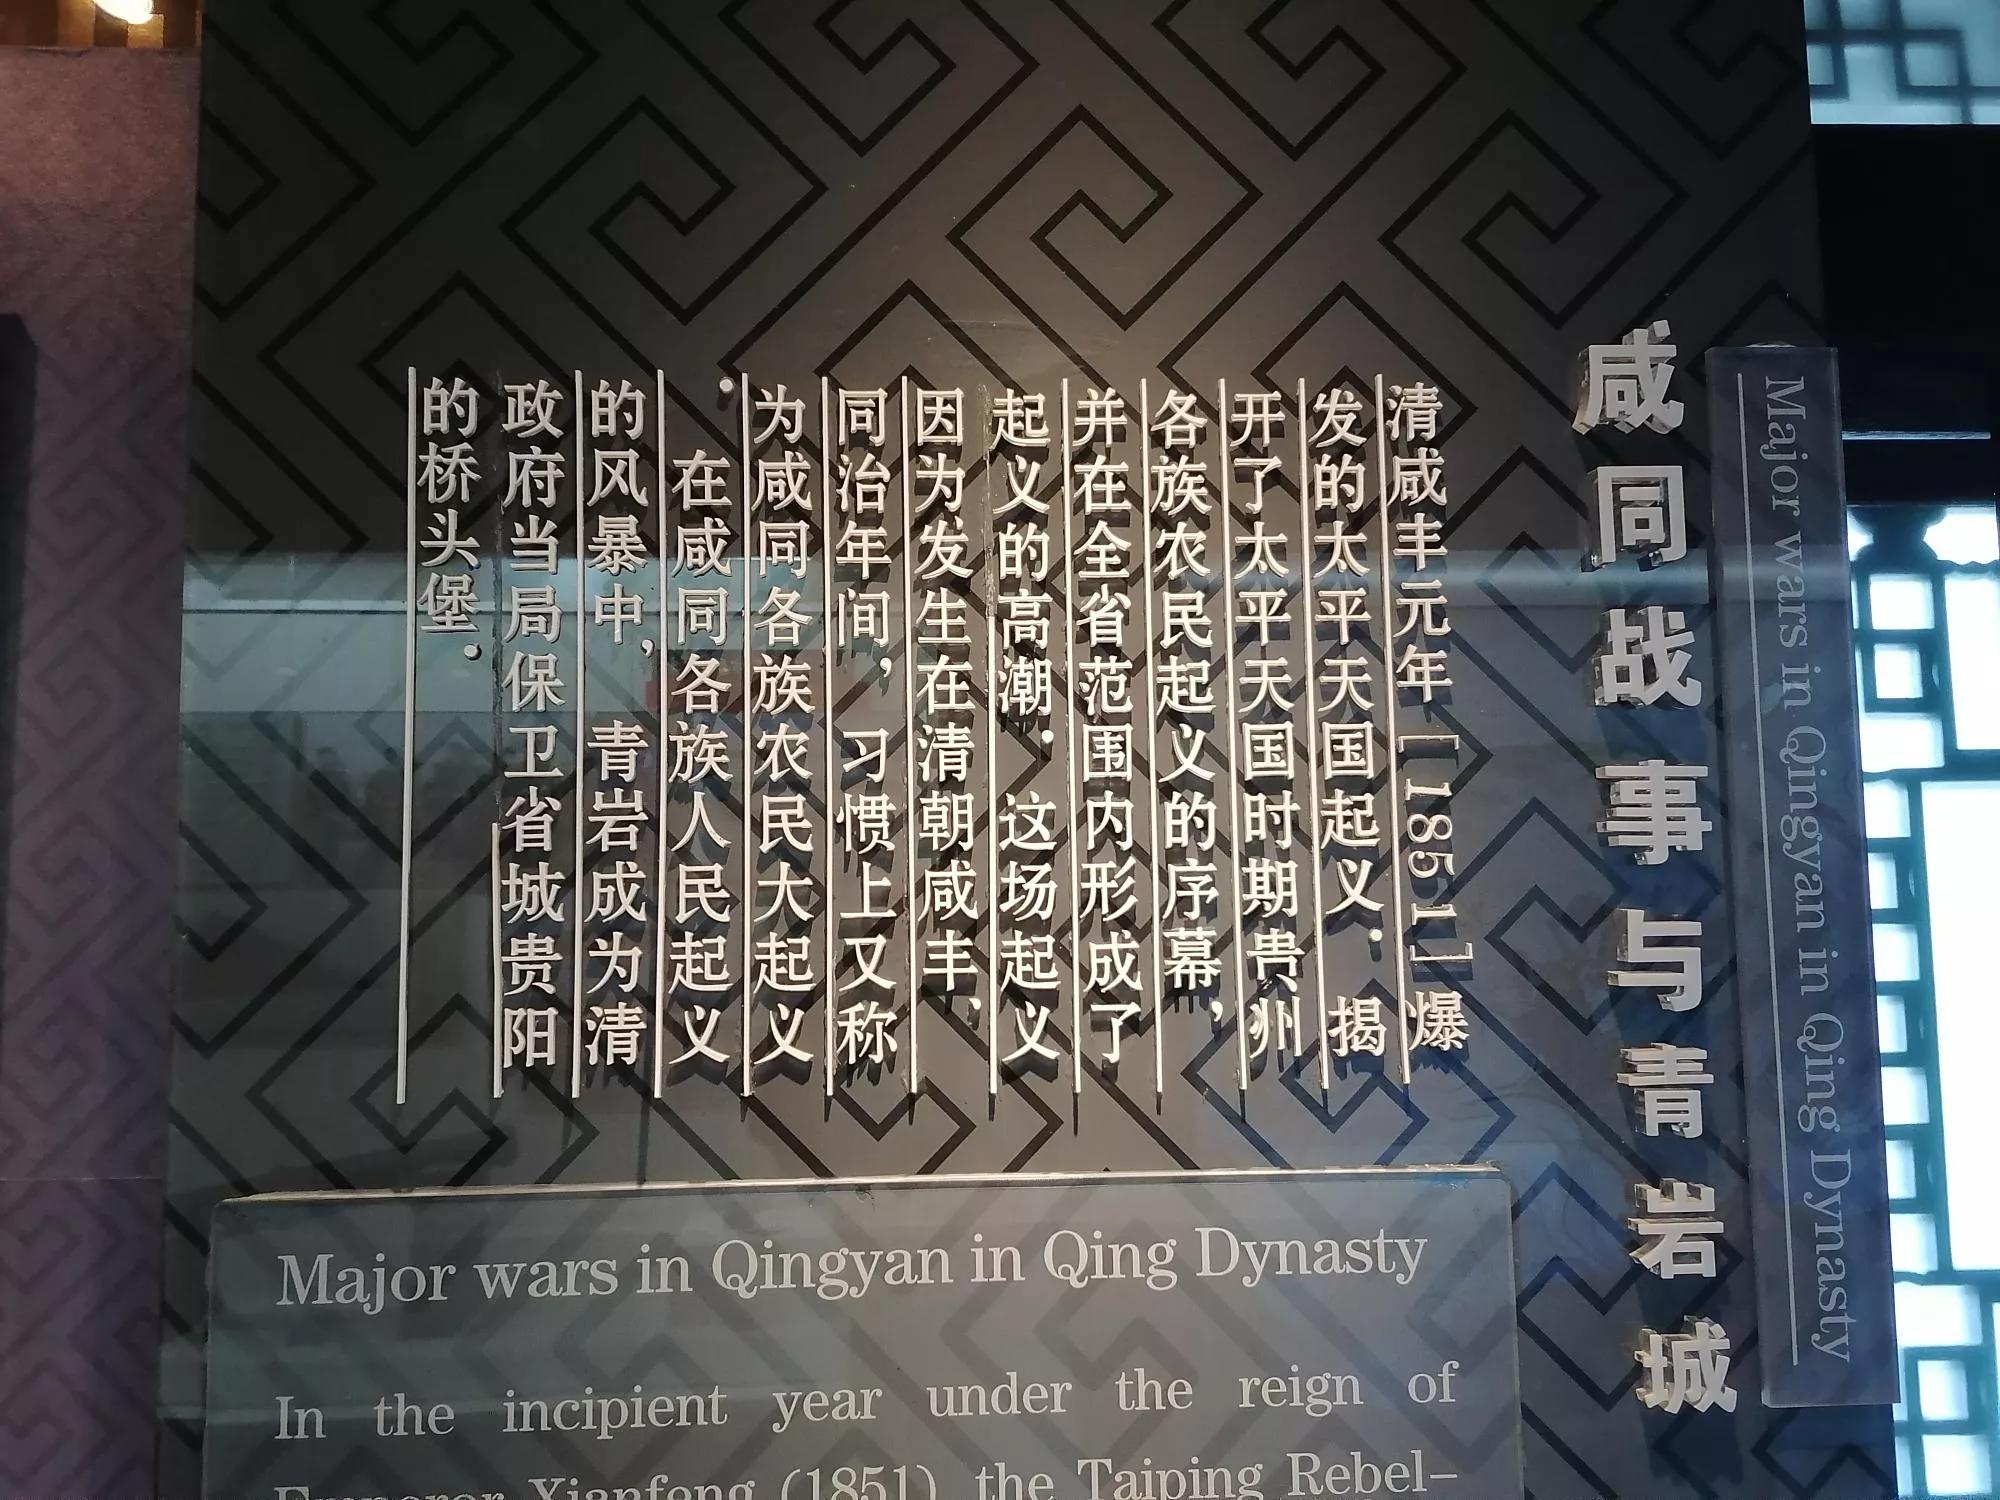 咸同战事与青岩城
Major wars in Qingyan in Qing Dynasty
清咸丰元年[1851]爆
发的太平天国起义.揭
开了太平天国时期贵州
各族农民起义的序幕,
并在全省范围内形成了
起义的高潮.这场起义
因为发生在清朝咸丰、
同治年间,习惯上又称
为咸同各族农民大起义
.在咸同各族人民起义
的风暴中,青岩成为清
政府当局保卫省城贵阳
的桥头堡.
Major wars in Qingyan in Qing Dynasty
In the incipient year under the reign of
Emperor Xianfeng (1851), the Taiping Rebel-